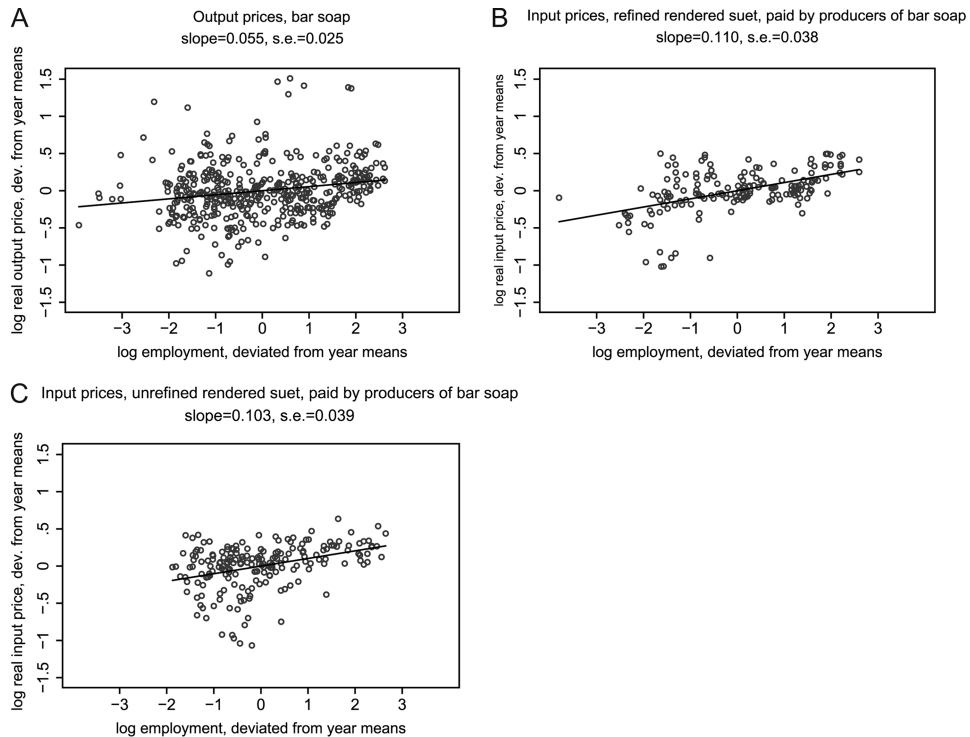 A
Output prices, bar soap
slope=0.055, s.e.=0.025
log real output price, dev. from year means
1.5
1
.5
0
−.5
−1
−1.5
−3 −2 −1 0 1 2 3
log employment, deviated from year means
B
Input prices, refined rendered suet, paid by producers of bar soap
slope=0.110, s.e.=0.038
log real input price, dev. from year means
1.5
1
.5
0
−.5
−1
−1.5
−3 −2 −1 0 1 2 3
log employment, deviated from year means
C
Input prices, unrefined rendered suet, paid by producers of bar soap
slope=0.103, s.e.=0.039
log real input price, dev. from year means
1.5
1
.5
0
−.5
−1
−1.5
−3 −2 −1 0 1 2 3
log employment, deviated from year means